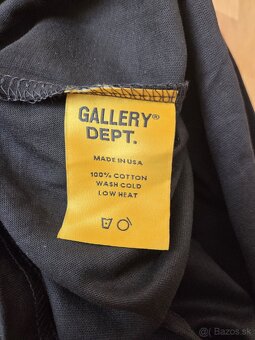 GALLERY®
DEPT.
MADE IN USA
100% COTTON
WASH COLD
LOW HEAT
Bazos.sk